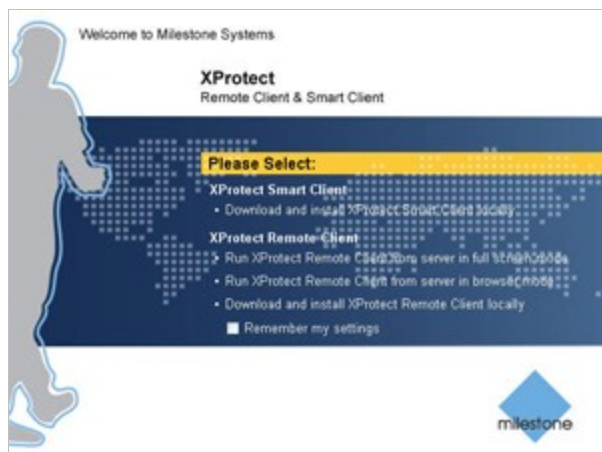 Welcome to Milestone Systems
XProtect
Remote Client & Smart Client
Please Select:
XProtect Smart Client
• Download and install XProtect Smart Client locally
XProtect Remote Client
• Run XProtect Remote Client from server in full screen mode
• Run XProtect Remote Client from server in browser mode
• Download and install XProtect Remote Client locally
Remember my settings
milestone